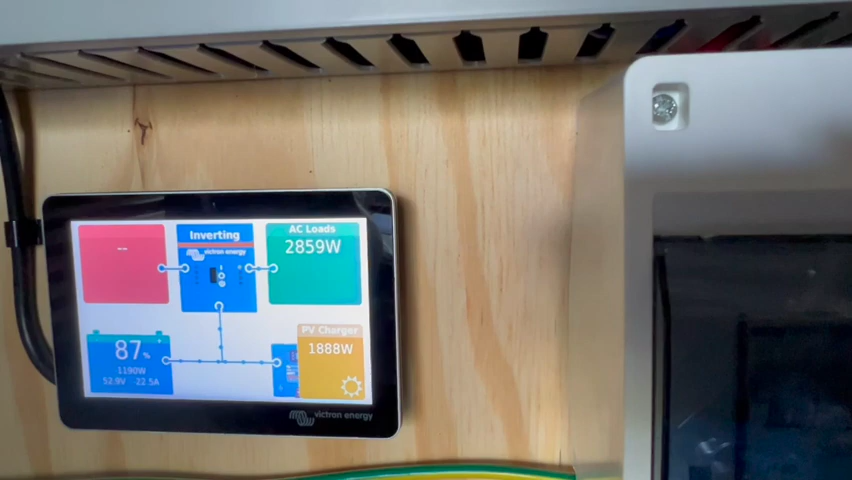 --
Inverting
victron energy
AC Loads
2859W
87%
1190W
52.9V -22.5A
PV Charger
1888W
victron energy